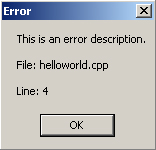 Error
This is an error description.
File: helloworld.cpp
Line: 4
OK